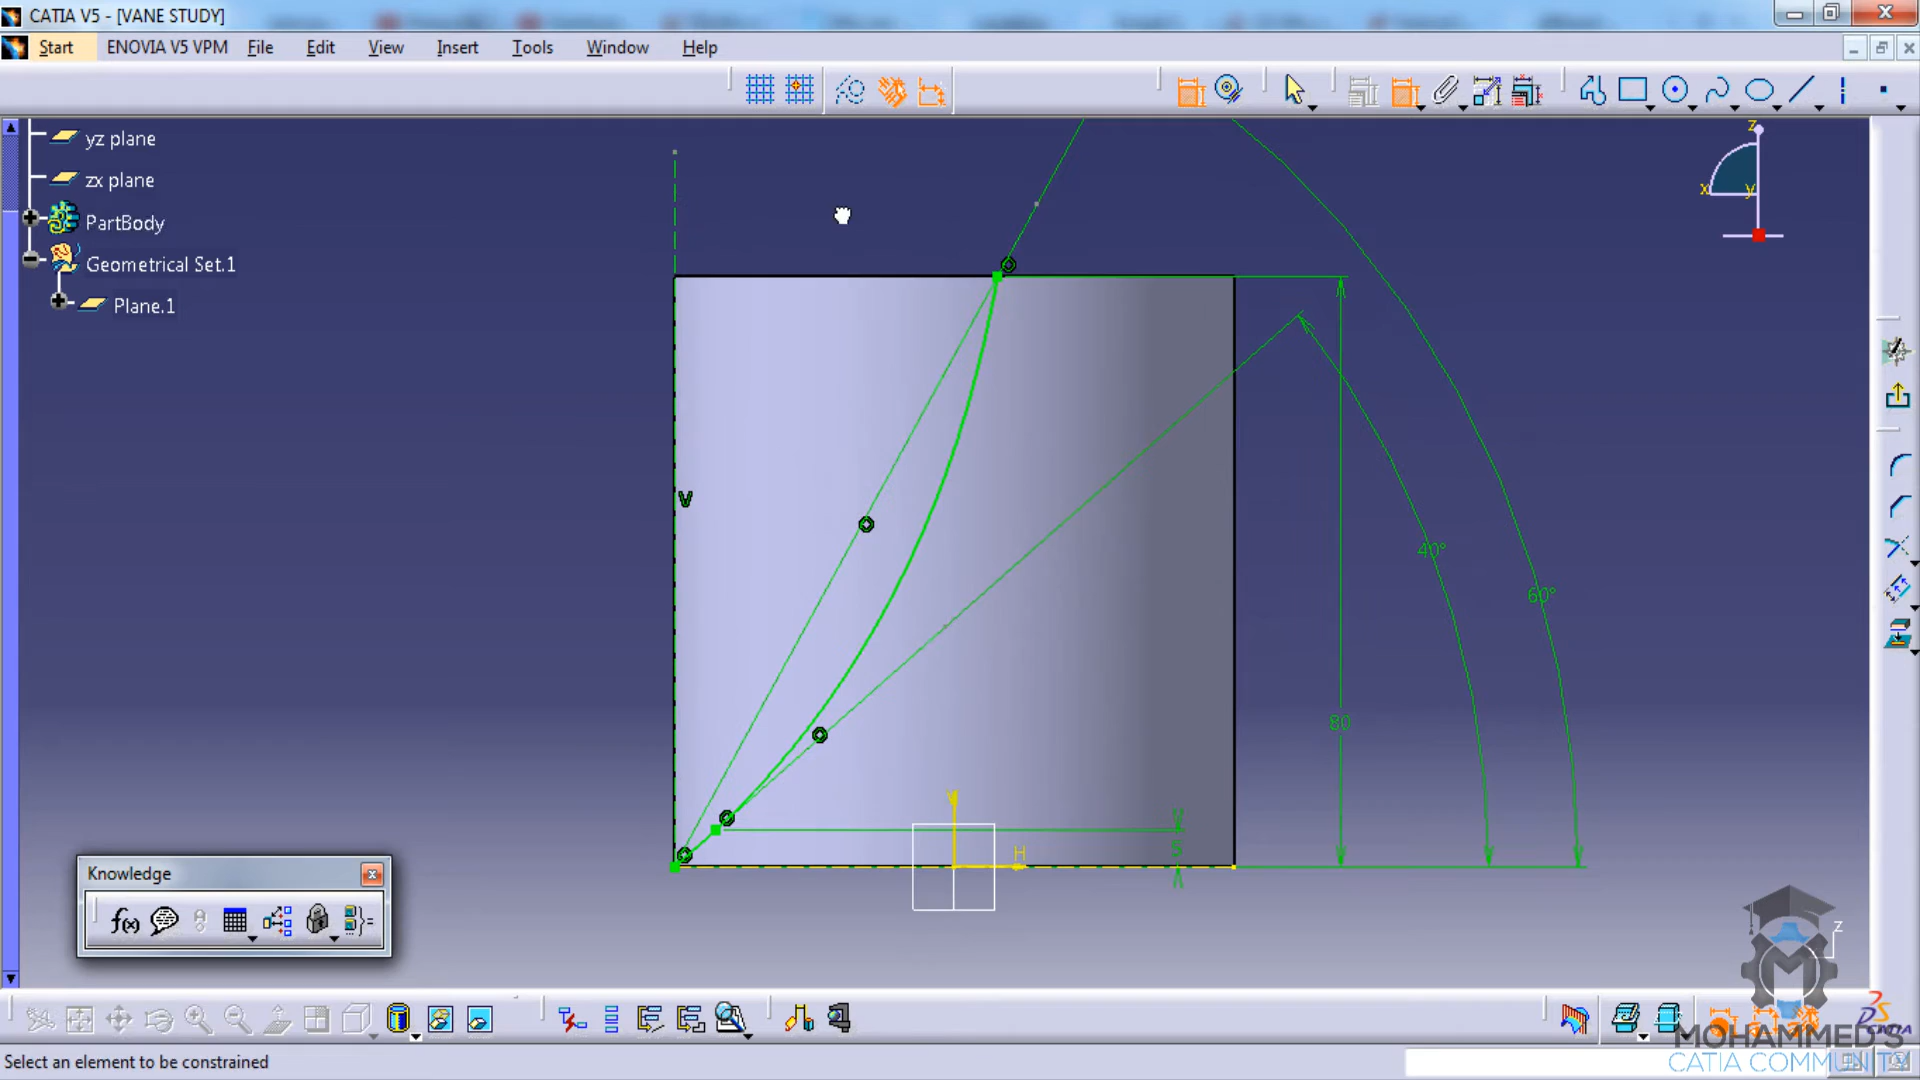 CATIA V5 - [VANE STUDY]
Start ENOVIA V5 VPM File Edit View Insert Tools Window Help
yz plane
zx plane
PartBody
Geometrical Set.1
Plane.1
z
x
y
V
40°
60°
80
V
5
H
Knowledge
f(x)
z
CATIA
MOHAMMED'S
CATIA COMMUNITY
Select an element to be constrained